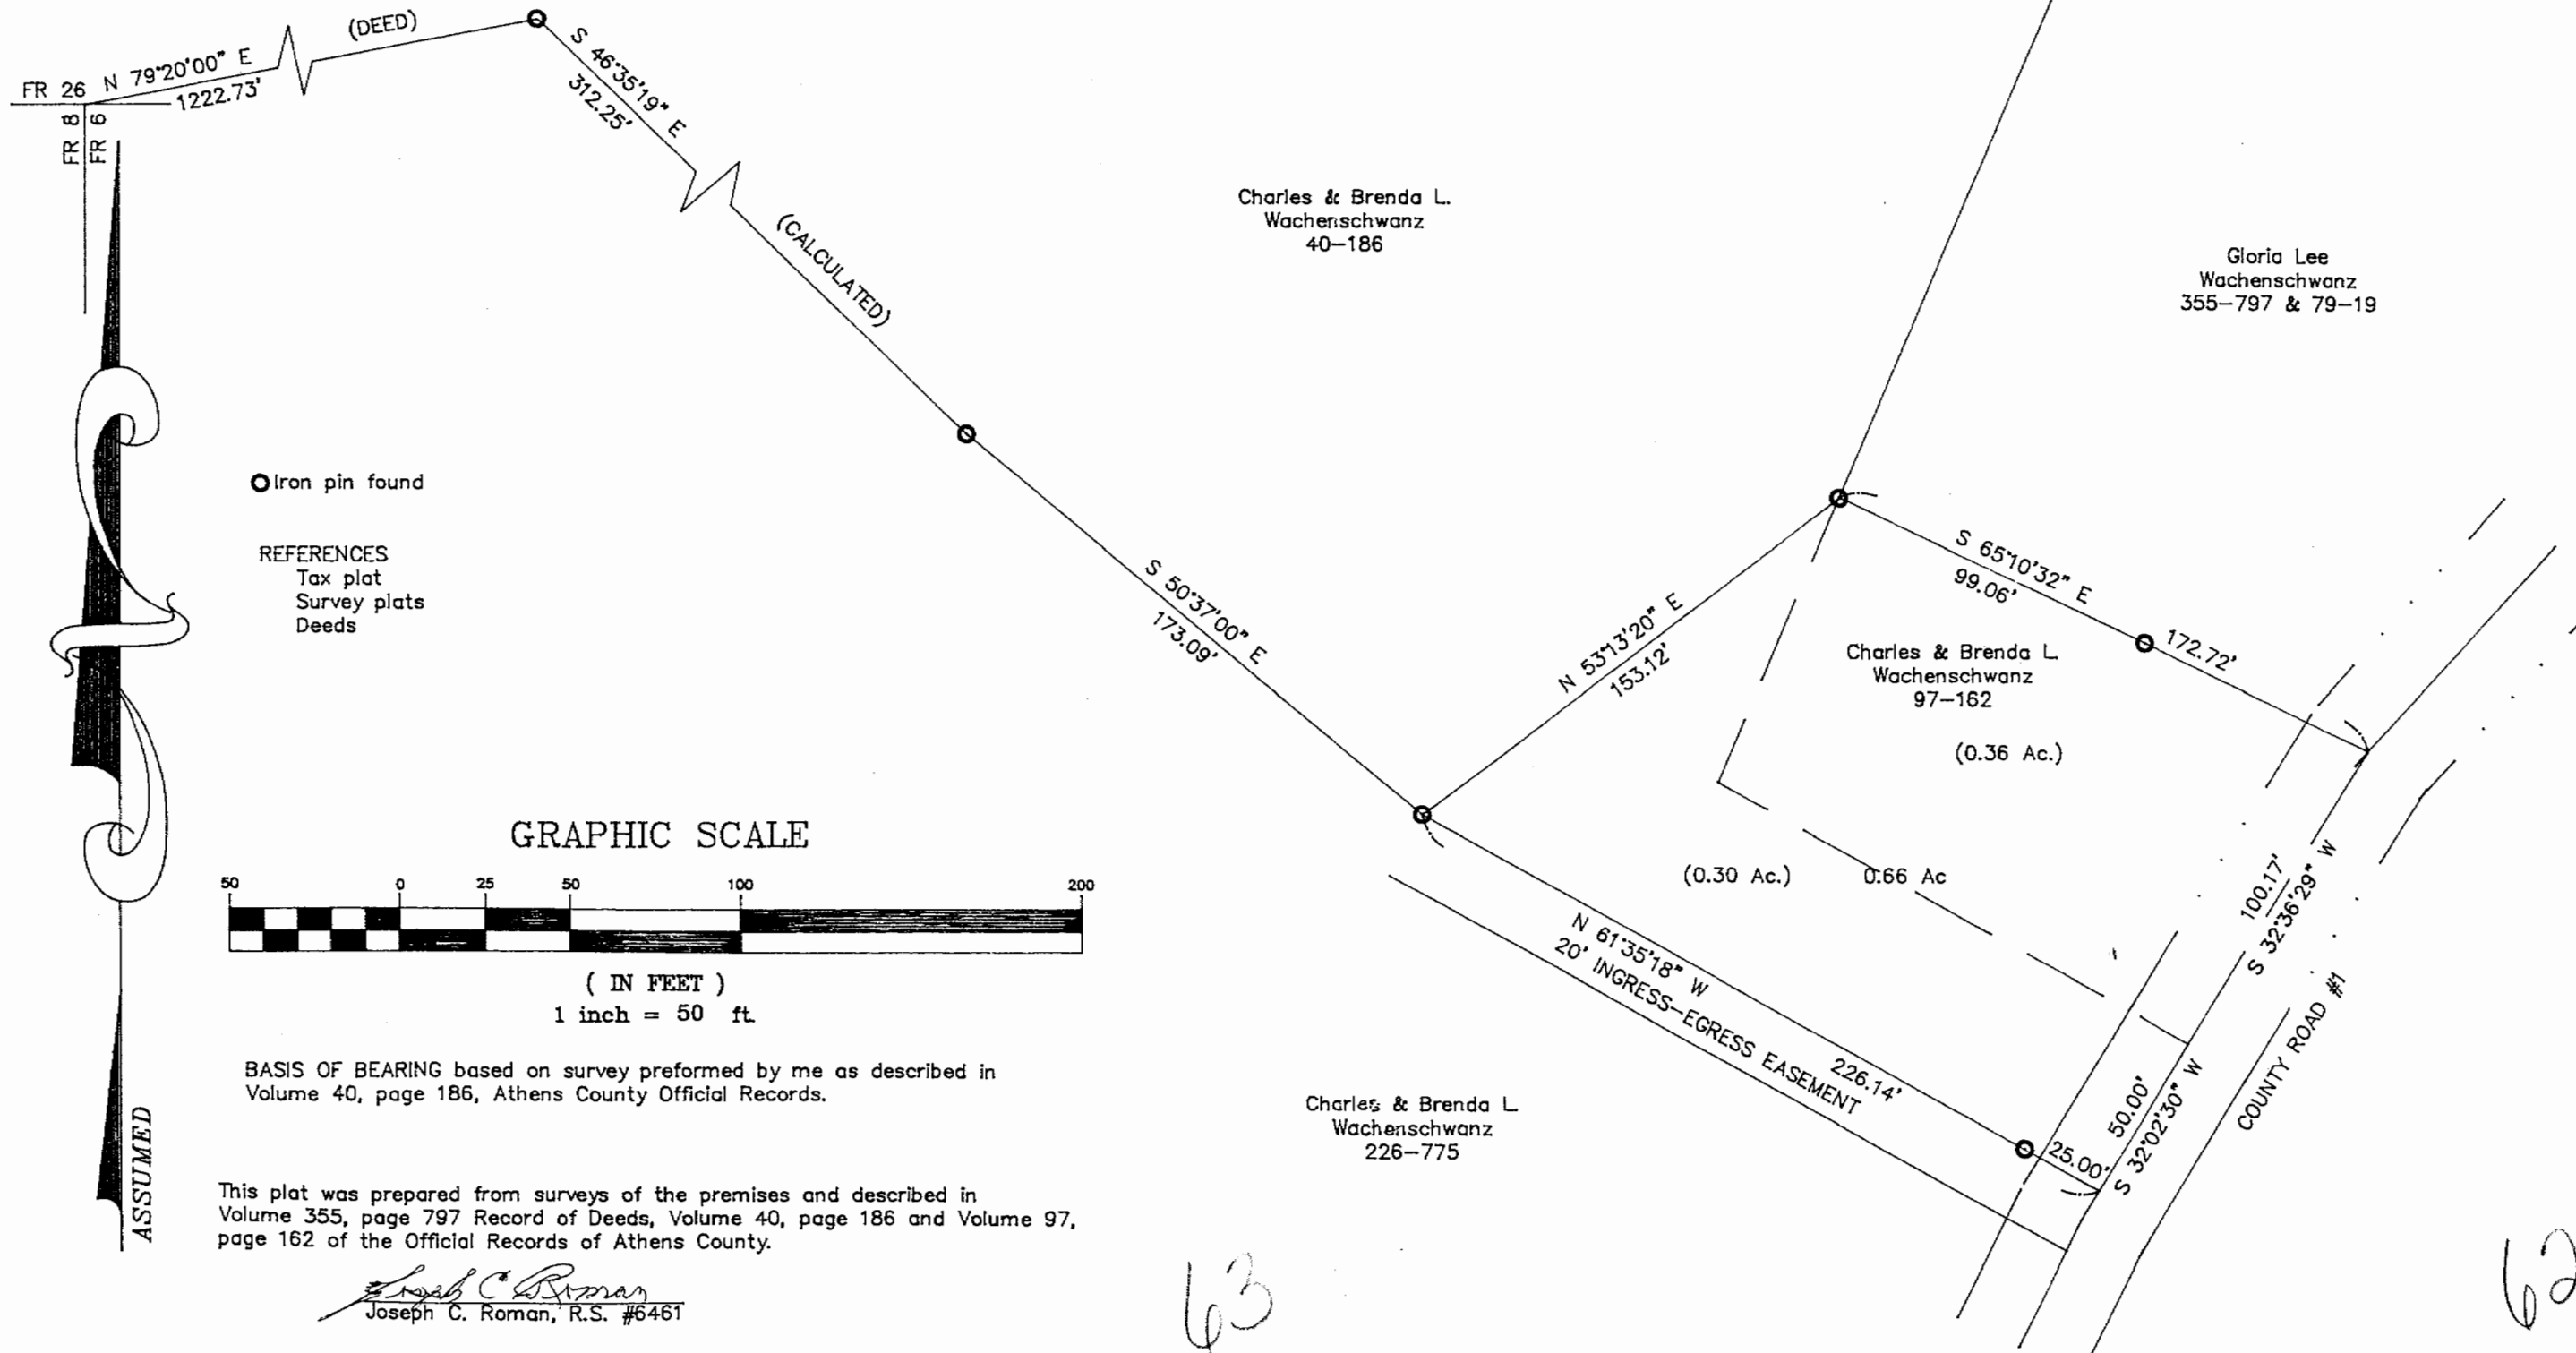 (DEED)
N 79°20'00" E
1222.73'
FR 26
FR 8
FR 6
S 46°35'19" E
312.25'
(CALCULATED)
Charles & Brenda L.
Wachenschwanz
40-186
Gloria Lee
Wachenschwanz
355-797 & 79-19
Iron pin found
REFERENCES
Tax plat
Survey plats
Deeds
S 50°37'00" E
173.09'
N 53°13'20" E
153.12'
S 65°10'32" E
99.06'
172.72'
Charles & Brenda L.
Wachenschwanz
97-162
(0.36 Ac.)
(0.30 Ac.)
0.66 Ac
100.17'
S 32°36'29" W
N 61°35'18" W
226.14'
20' INGRESS-EGRESS EASEMENT
25.00'
50.00'
S 32°02'30" W
COUNTY ROAD #1
GRAPHIC SCALE
50 0 25 50 100 200
( IN FEET )
1 inch = 50 ft.
BASIS OF BEARING based on survey preformed by me as described in
Volume 40, page 186, Athens County Official Records.
Charles & Brenda L.
Wachenschwanz
226-775
ASSUMED
This plat was prepared from surveys of the premises and described in
Volume 355, page 797 Record of Deeds, Volume 40, page 186 and Volume 97,
page 162 of the Official Records of Athens County.
Joseph C Roman
Joseph C. Roman, R.S. #6461
63
62